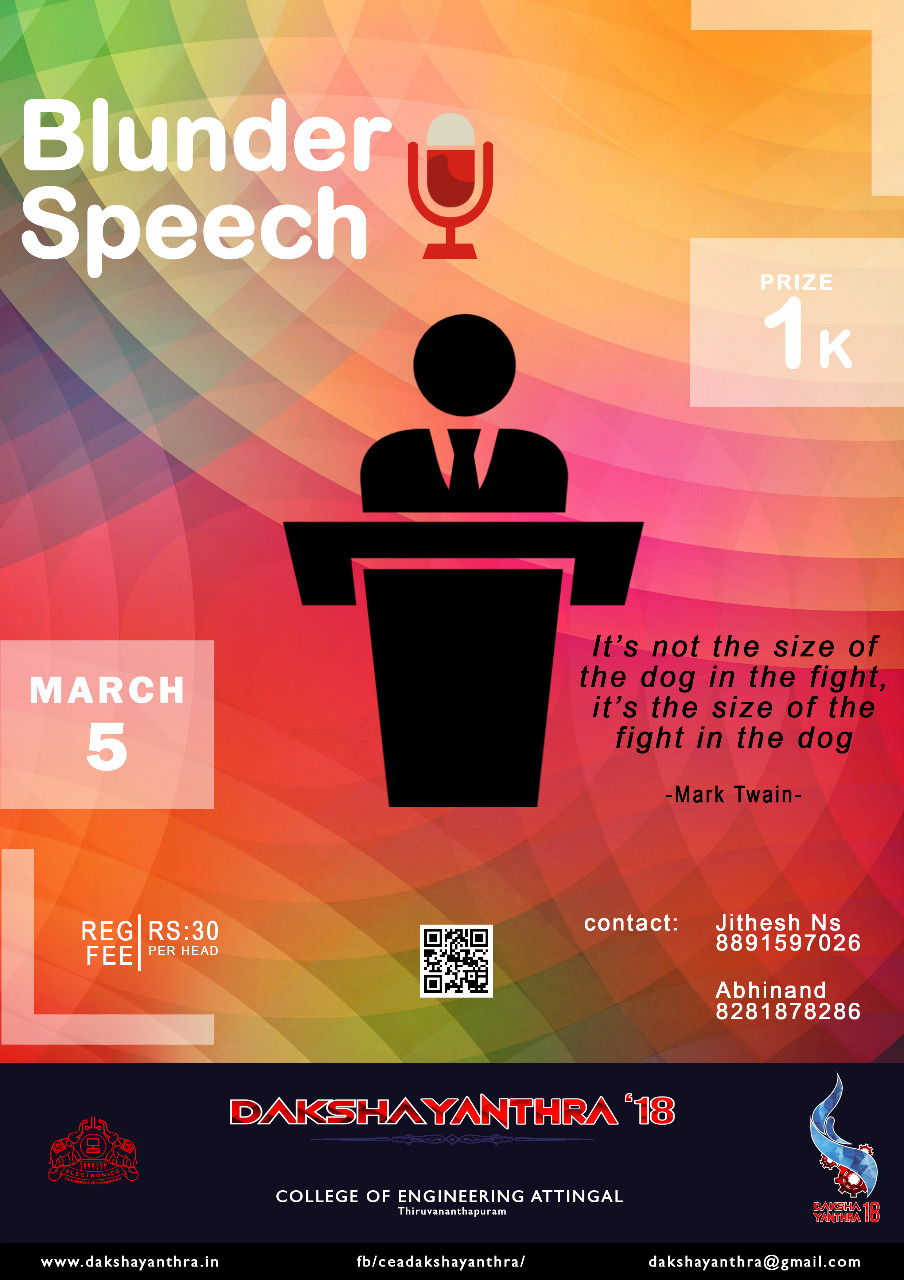 Blunder
Speech
PRIZE
1K
MARCH
5
It's not the size of
the dog in the fight,
it's the size of the
fight in the dog
-Mark Twain-
REG FEE
RS:30
PER HEAD
contact:
Jithesh Ns
8891597026
Abhinand
8281878286
DAKSHAYANTHRA '18
ELECTRONICS
COLLEGE OF ENGINEERING ATTINGAL
Thiruvananthapuram
DAKSHA
YANTHRA 18
www.dakshayanthra.in
fb/ceadakshayanthra/
dakshayanthra@gmail.com